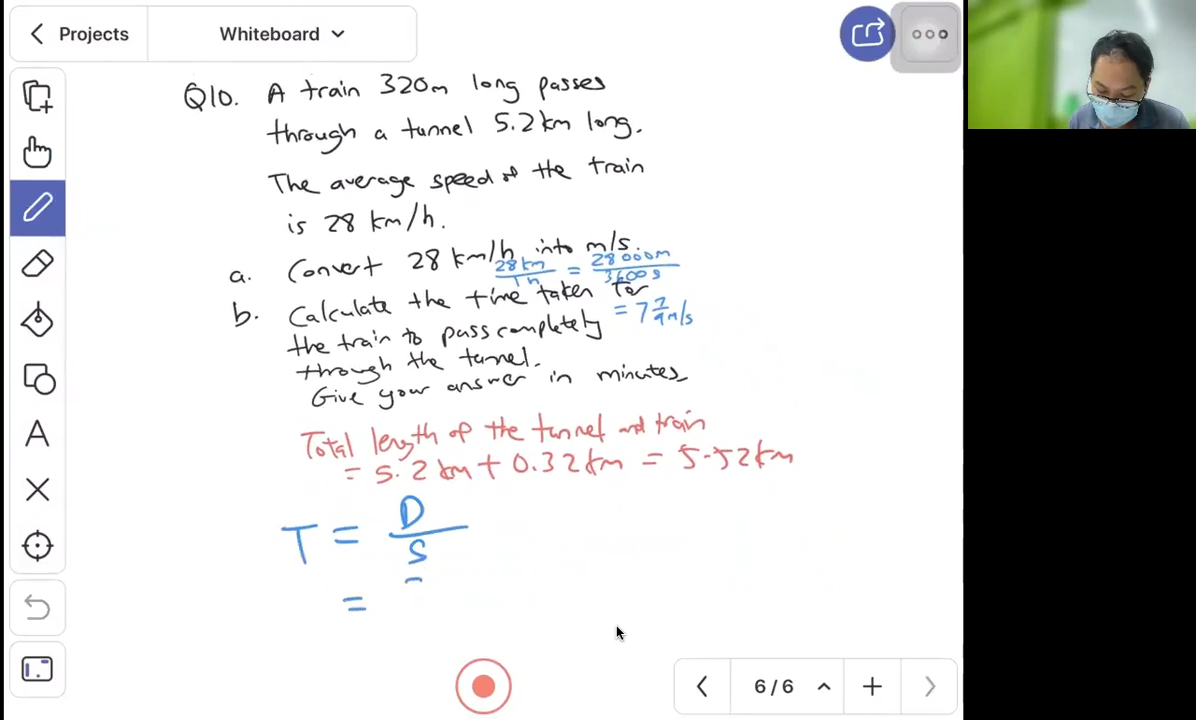 Projects
Whiteboard
Q10. A train 320m long passes
through a tunnel 5.2km long.
The average speed of the train
is 28 km/h.
a. Convert 28 km/h into m/s.
28km / 1h = 28000m / 3600s
= 7 7/9 m/s
b. Calculate the time taken for
the train to pass completely
through the tunnel.
Give your answer in minutes
Total length of the tunnel and train
= 5.2 km + 0.32km = 5.52km
T = D / S
=
6/6